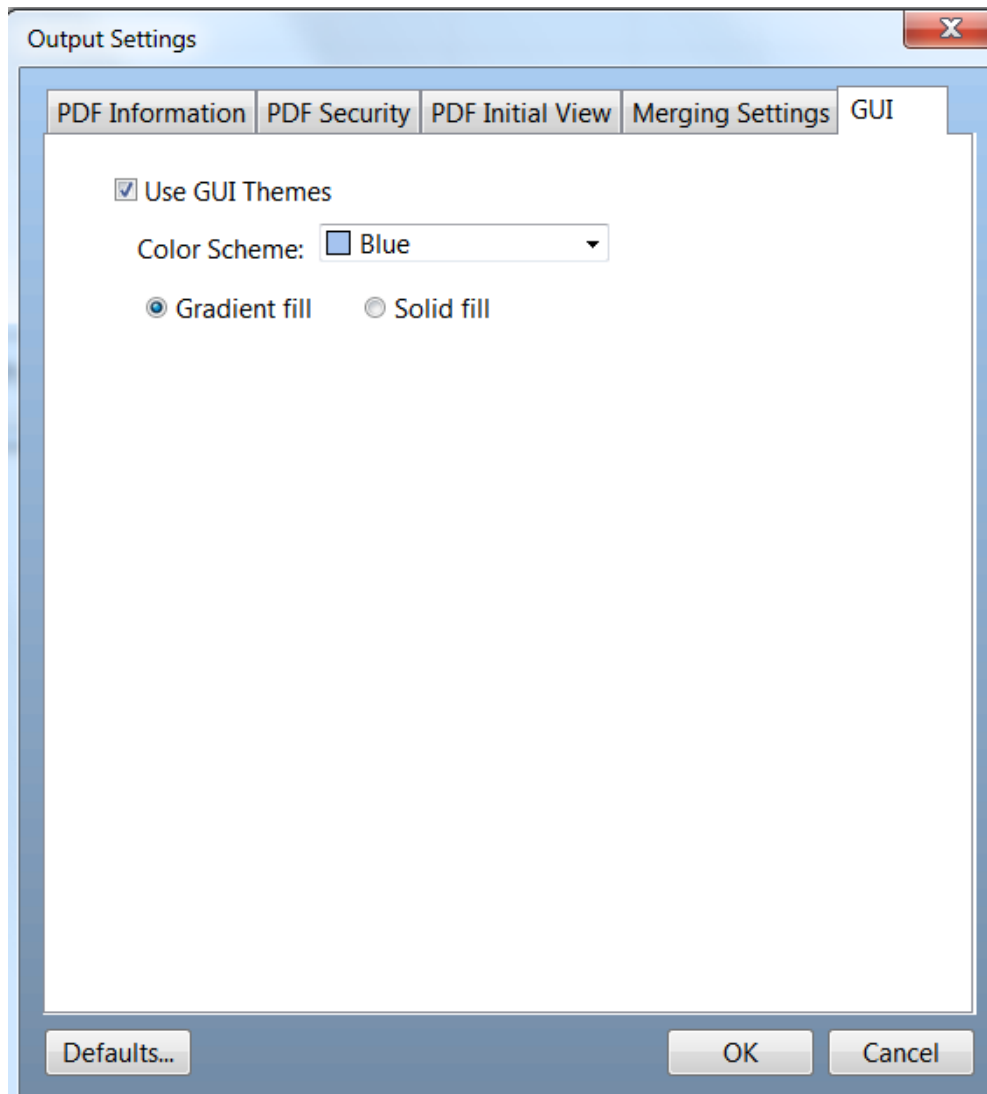 Output Settings
PDF Information PDF Security PDF Initial View Merging Settings GUI
Use GUI Themes
Color Scheme: Blue
Gradient fill Solid fill
Defaults... OK Cancel